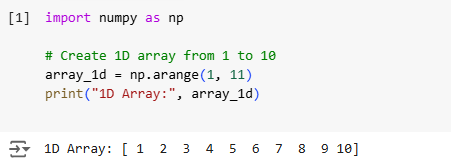 [1] import numpy as np
# Create 1D array from 1 to 10
array_1d = np.arange(1, 11)
print("1D Array:", array_1d)
1D Array: [ 1  2  3  4  5  6  7  8  9 10]